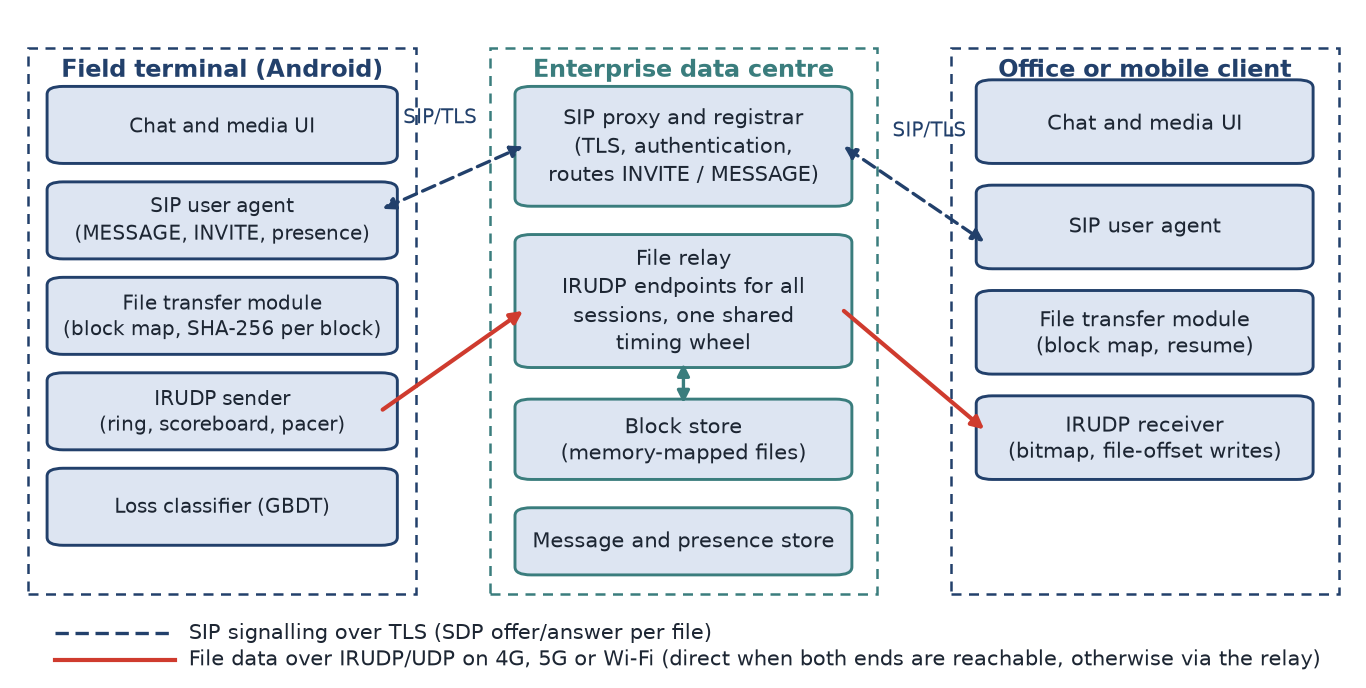 Field terminal (Android)
Chat and media UI
SIP user agent
(MESSAGE, INVITE, presence)
File transfer module
(block map, SHA-256 per block)
IRUDP sender
(ring, scoreboard, pacer)
Loss classifier (GBDT)
SIP/TLS
Enterprise data centre
SIP proxy and registrar
(TLS, authentication,
routes INVITE / MESSAGE)
File relay
IRUDP endpoints for all
sessions, one shared
timing wheel
Block store
(memory-mapped files)
Message and presence store
SIP/TLS
Office or mobile client
Chat and media UI
SIP user agent
File transfer module
(block map, resume)
IRUDP receiver
(bitmap, file-offset writes)
SIP signalling over TLS (SDP offer/answer per file)
File data over IRUDP/UDP on 4G, 5G or Wi-Fi (direct when both ends are reachable, otherwise via the relay)